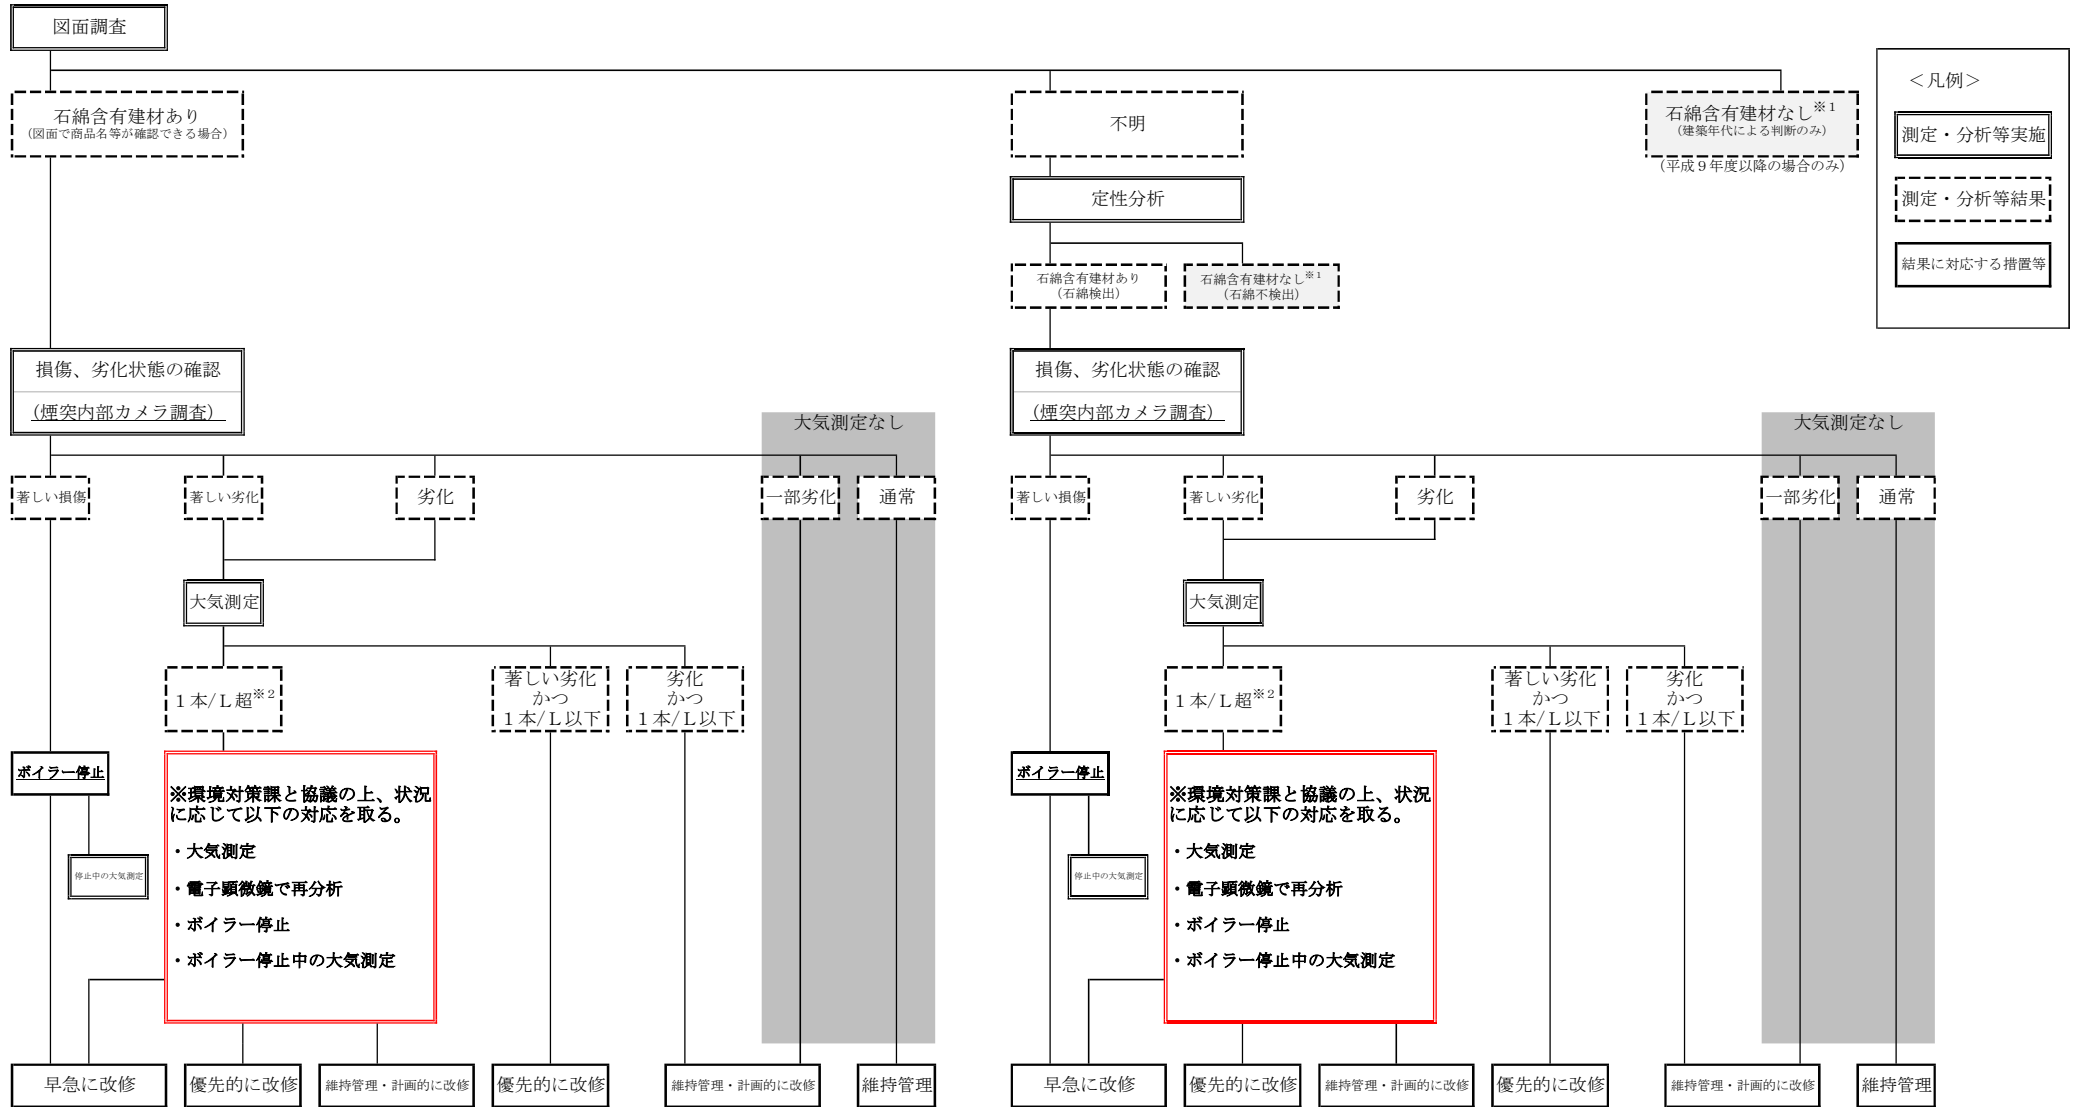 図面調査
＜凡例＞
測定・分析等実施
測定・分析等結果
結果に対応する措置等
石綿含有建材あり
（図面で商品名等が確認できる場合）
不明
石綿含有建材なし※1
（建築年代による判断のみ）
（平成９年度以降の場合のみ）
定性分析
石綿含有建材あり
（石綿検出）
石綿含有建材なし※1
（石綿不検出）
損傷、劣化状態の確認
（煙突内部カメラ調査）
大気測定なし
著しい損傷
著しい劣化
劣化
一部劣化
通常
大気測定
１本/Ｌ超※2
著しい劣化
かつ
１本/Ｌ以下
劣化
かつ
１本/Ｌ以下
ボイラー停止
停止中の大気測定
※環境対策課と協議の上、状況
に応じて以下の対応を取る。
・大気測定
・電子顕微鏡で再分析
・ボイラー停止
・ボイラー停止中の大気測定
早急に改修
優先的に改修
維持管理・計画的に改修
優先的に改修
維持管理・計画的に改修
維持管理
損傷、劣化状態の確認
（煙突内部カメラ調査）
大気測定なし
著しい損傷
著しい劣化
劣化
一部劣化
通常
大気測定
１本/Ｌ超※2
著しい劣化
かつ
１本/Ｌ以下
劣化
かつ
１本/Ｌ以下
ボイラー停止
停止中の大気測定
※環境対策課と協議の上、状況
に応じて以下の対応を取る。
・大気測定
・電子顕微鏡で再分析
・ボイラー停止
・ボイラー停止中の大気測定
早急に改修
優先的に改修
維持管理・計画的に改修
優先的に改修
維持管理・計画的に改修
維持管理